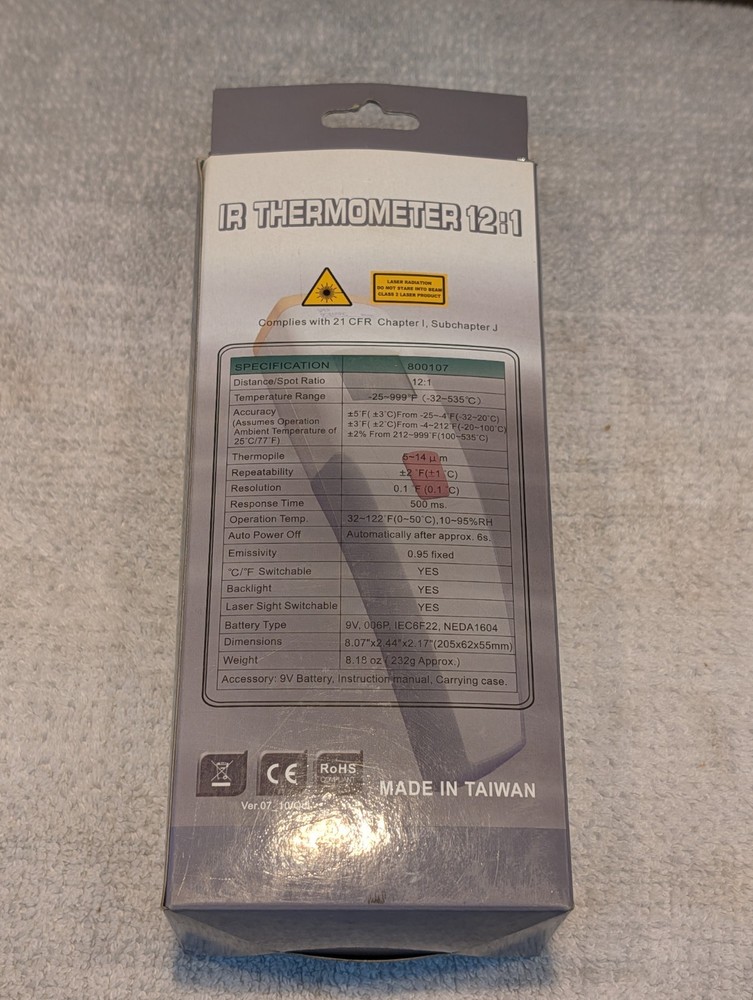 IR THERMOMETER 12:1
LASER RADIATION
DO NOT STARE INTO BEAM
CLASS 2 LASER PRODUCT
Complies with 21 CFR Chapter I, Subchapter J
SPECIFICATION 800107
Distance/Spot Ratio 12:1
Temperature Range -25~999°F (-32~535°C)
Accuracy
(Assumes Operation
Ambient Temperature of
25°C/77°F)
±5°F( ±3°C)From -25~-4°F(-32~20°C)
±3°F( ±2°C)From -4~212°F(-20~100°C)
±2% From 212~999°F(100~535°C)
Thermopile 5~14 μm
Repeatability ±2 °F(±1°C)
Resolution 0.1 °F (0.1°C)
Response Time 500 ms.
Operation Temp. 32~122°F(0~50°C),10~95%RH
Auto Power Off Automatically after approx. 6s.
Emissivity 0.95 fixed
°C/°F Switchable YES
Backlight YES
Laser Sight Switchable YES
Battery Type 9V, 006P, IEC6F22, NEDA1604
Dimensions 8.07"x2.44"x2.17"(205x62x55mm)
Weight 8.18 oz ( 232g Approx.)
Accessory: 9V Battery, Instruction manual, Carrying case.
CE
RoHS
COMPLIANT
MADE IN TAIWAN
Ver.07